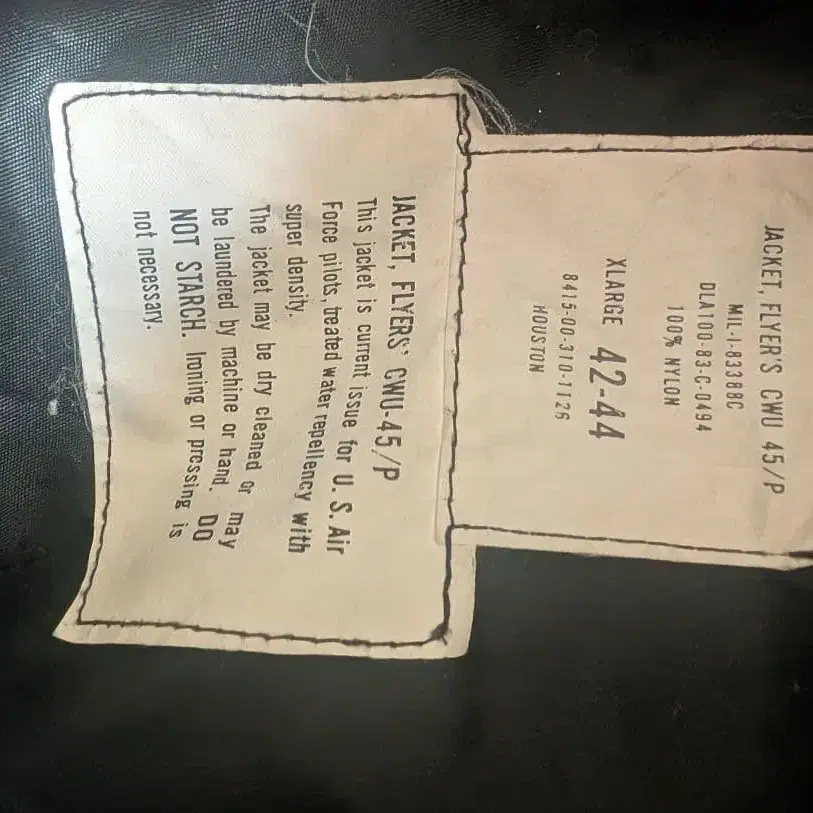 JACKET, FLYER'S CWU 45/P
MIL-I-83388C
DLA100-83-C-0494
100% NYLON
XLARGE 42-44
8415-00-310-1126
HOUSTON
JACKET, FLYERS' CWU-45/P
This jacket is current issue for U. S. Air
Force pilots, treated water repellency with
super density.
The jacket may be dry cleaned or may
be laundered by machine or hand. DO
NOT STARCH. Ironing or pressing is
not necessary.